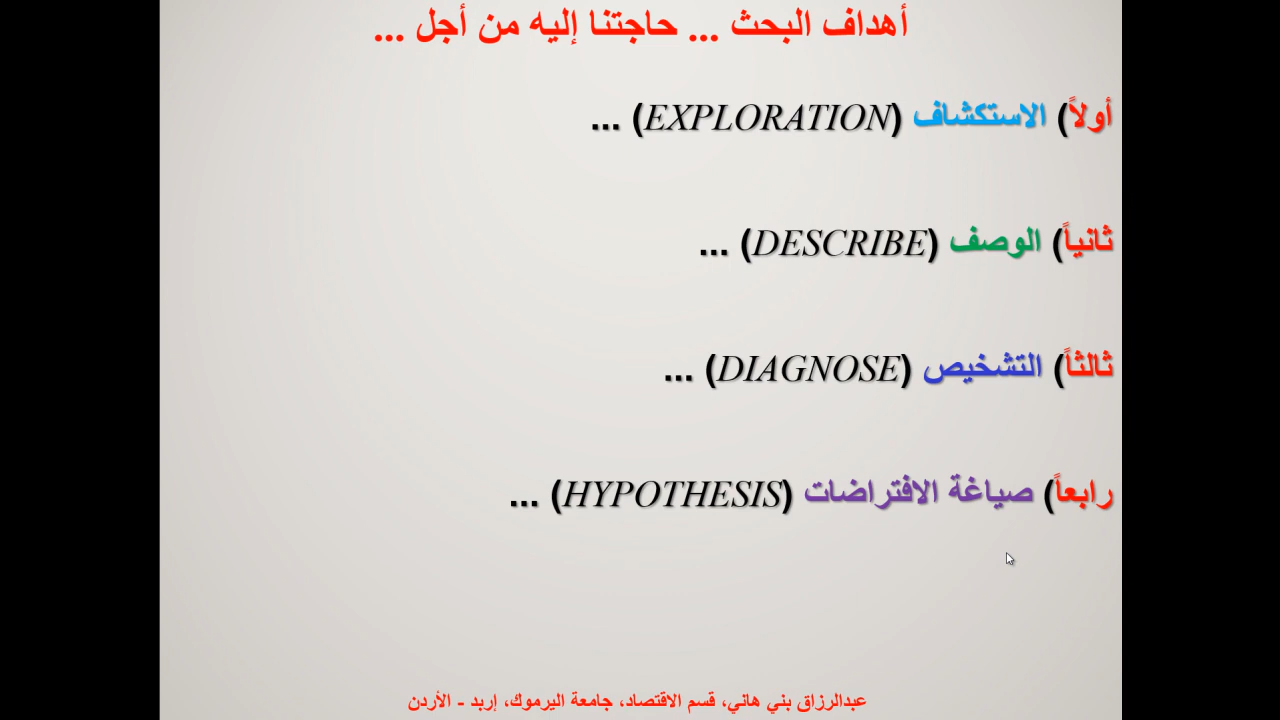 أهداف البحث ... حاجتنا إليه من أجل ...
أولاً) الاستكشاف (EXPLORATION) ...
ثانياً) الوصف (DESCRIBE) ...
ثالثاً) التشخيص (DIAGNOSE) ...
رابعاً) صياغة الافتراضات (HYPOTHESIS) ...
عبدالرزاق بني هاني، قسم الاقتصاد، جامعة اليرموك، إربد - الأردن